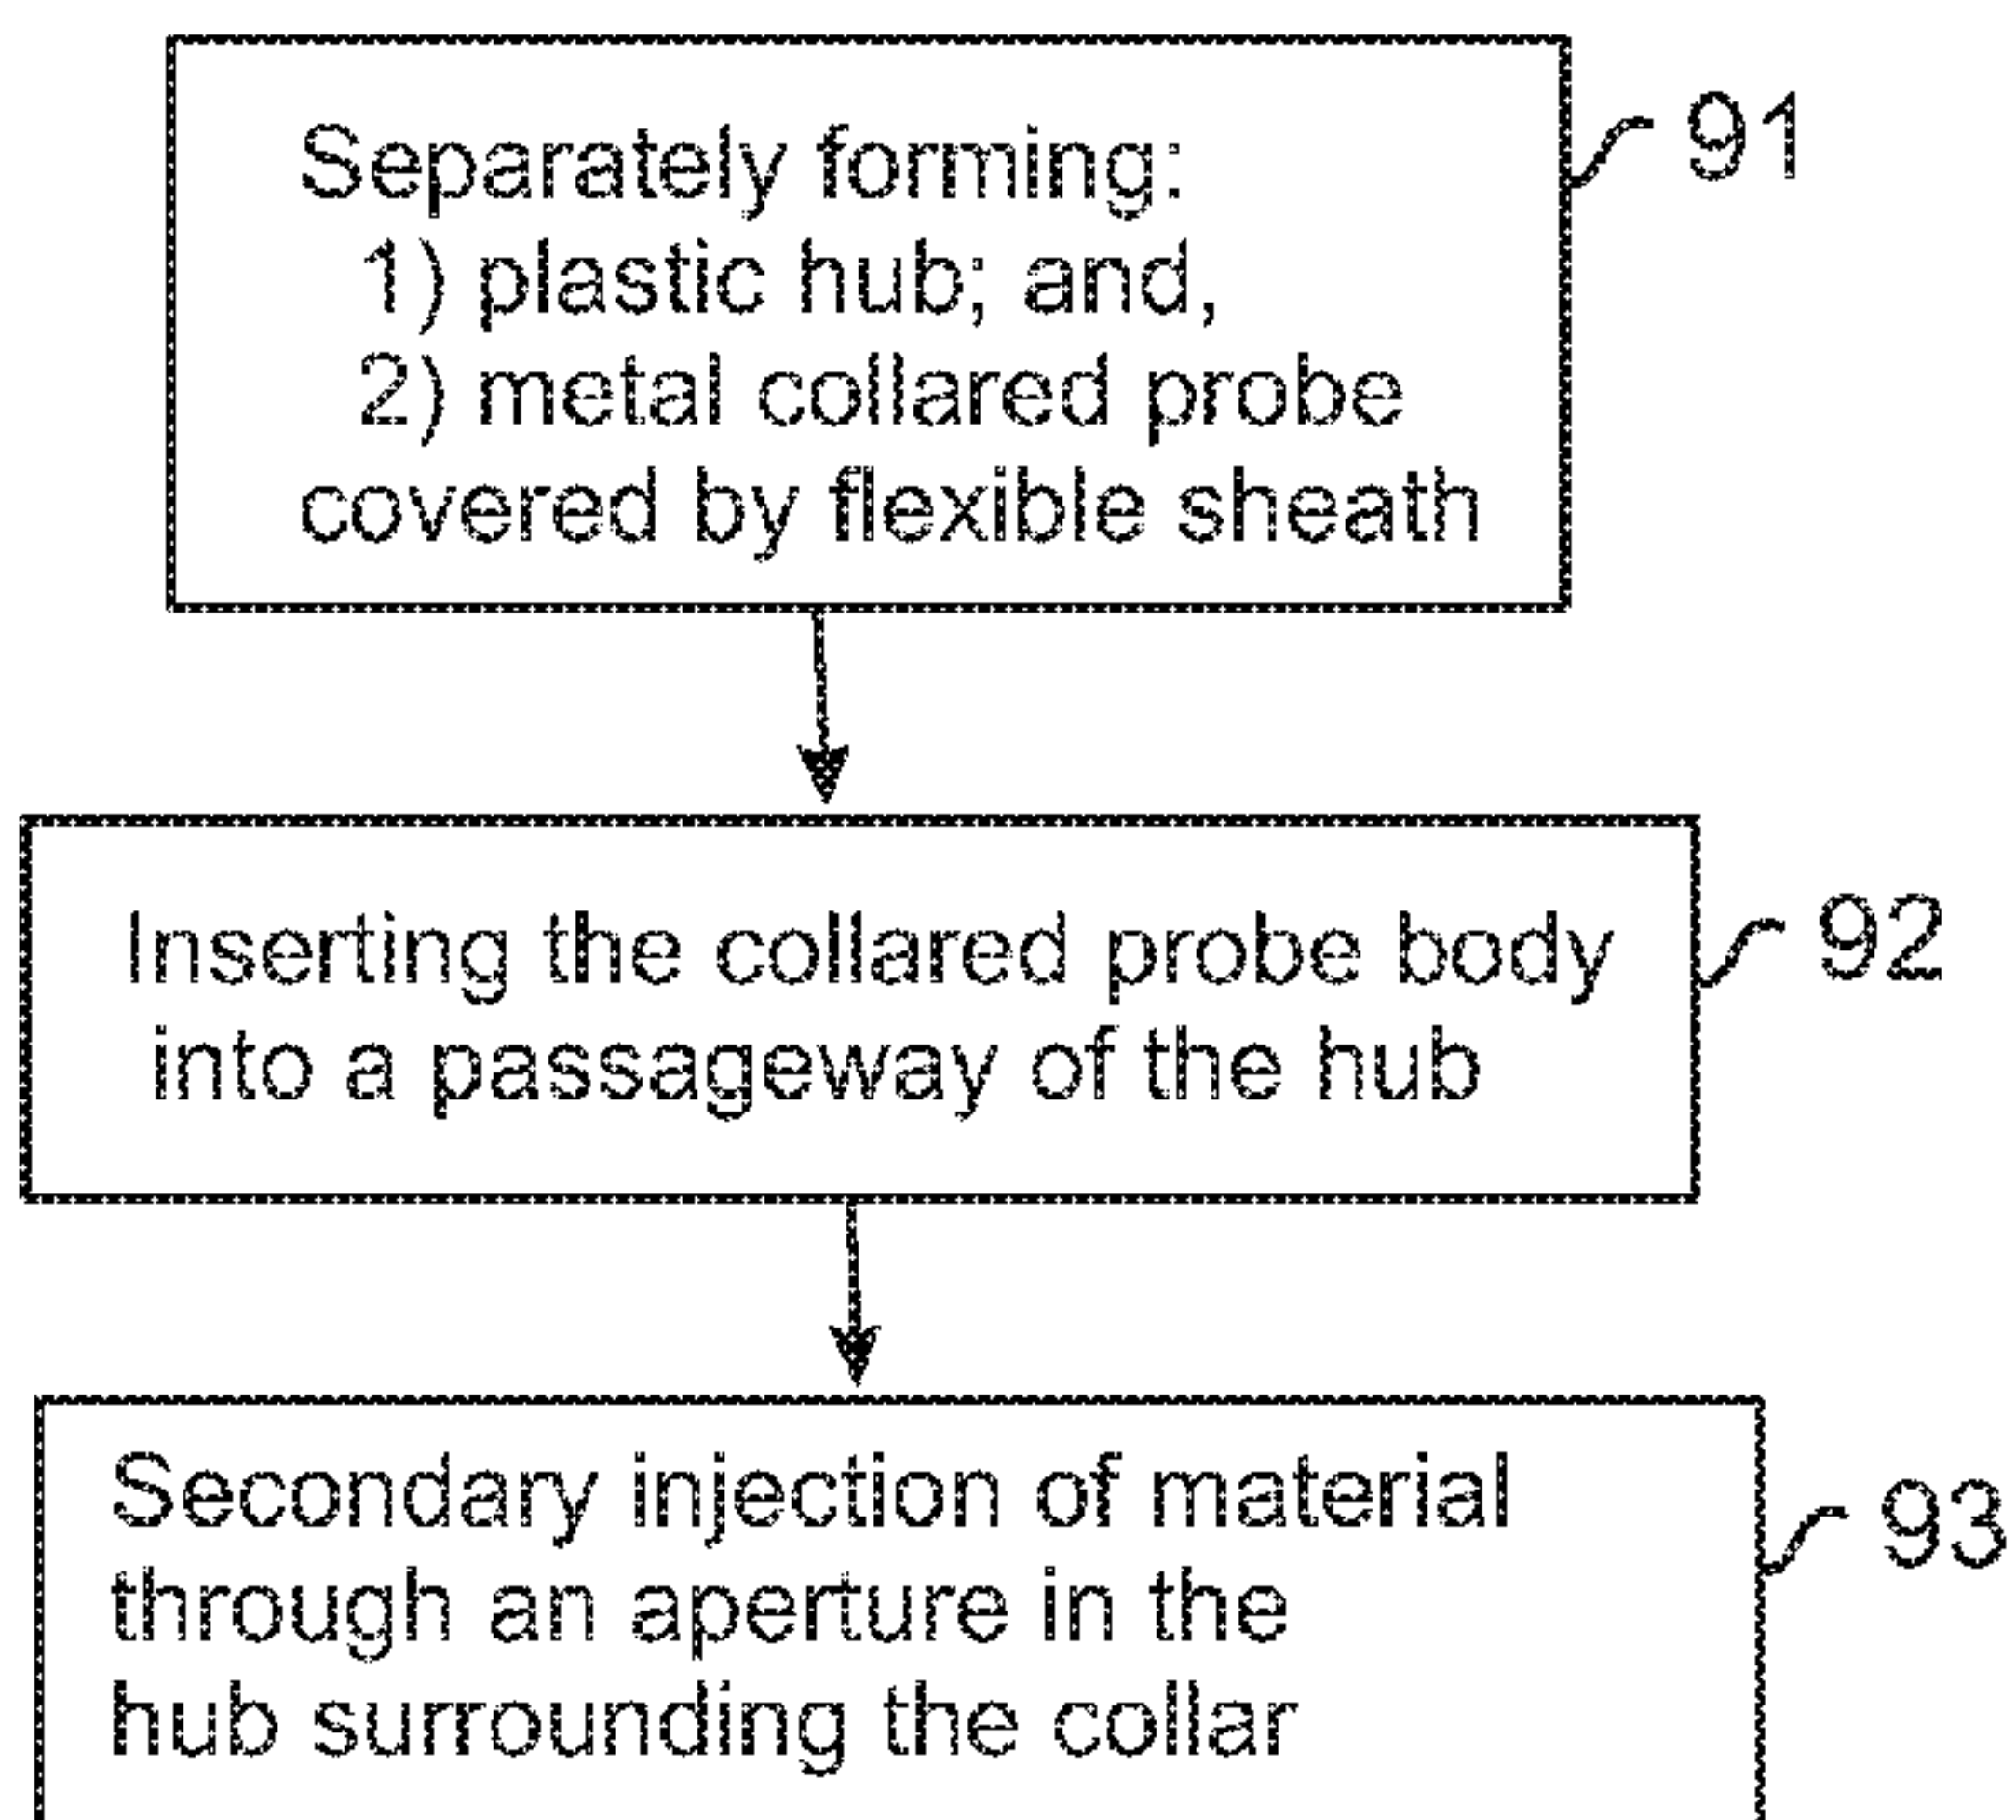 Separately forming:
1) plastic hub; and,
2) metal collared probe
covered by flexible sheath
91
Inserting the collared probe body
into a passageway of the hub
92
Secondary injection of material
through an aperture in the
hub surrounding the collar
93